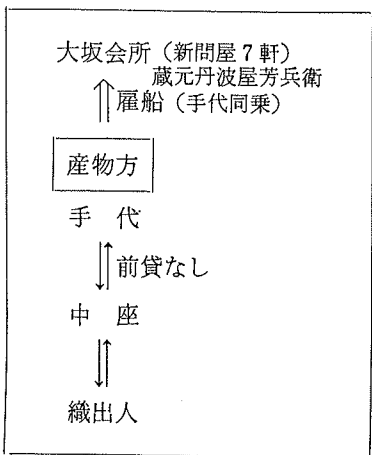 大坂会所（新問屋７軒）
蔵元丹波屋芳兵衛
雇船（手代同乗）
産物方
手　代
前貸なし
中　座
織出人